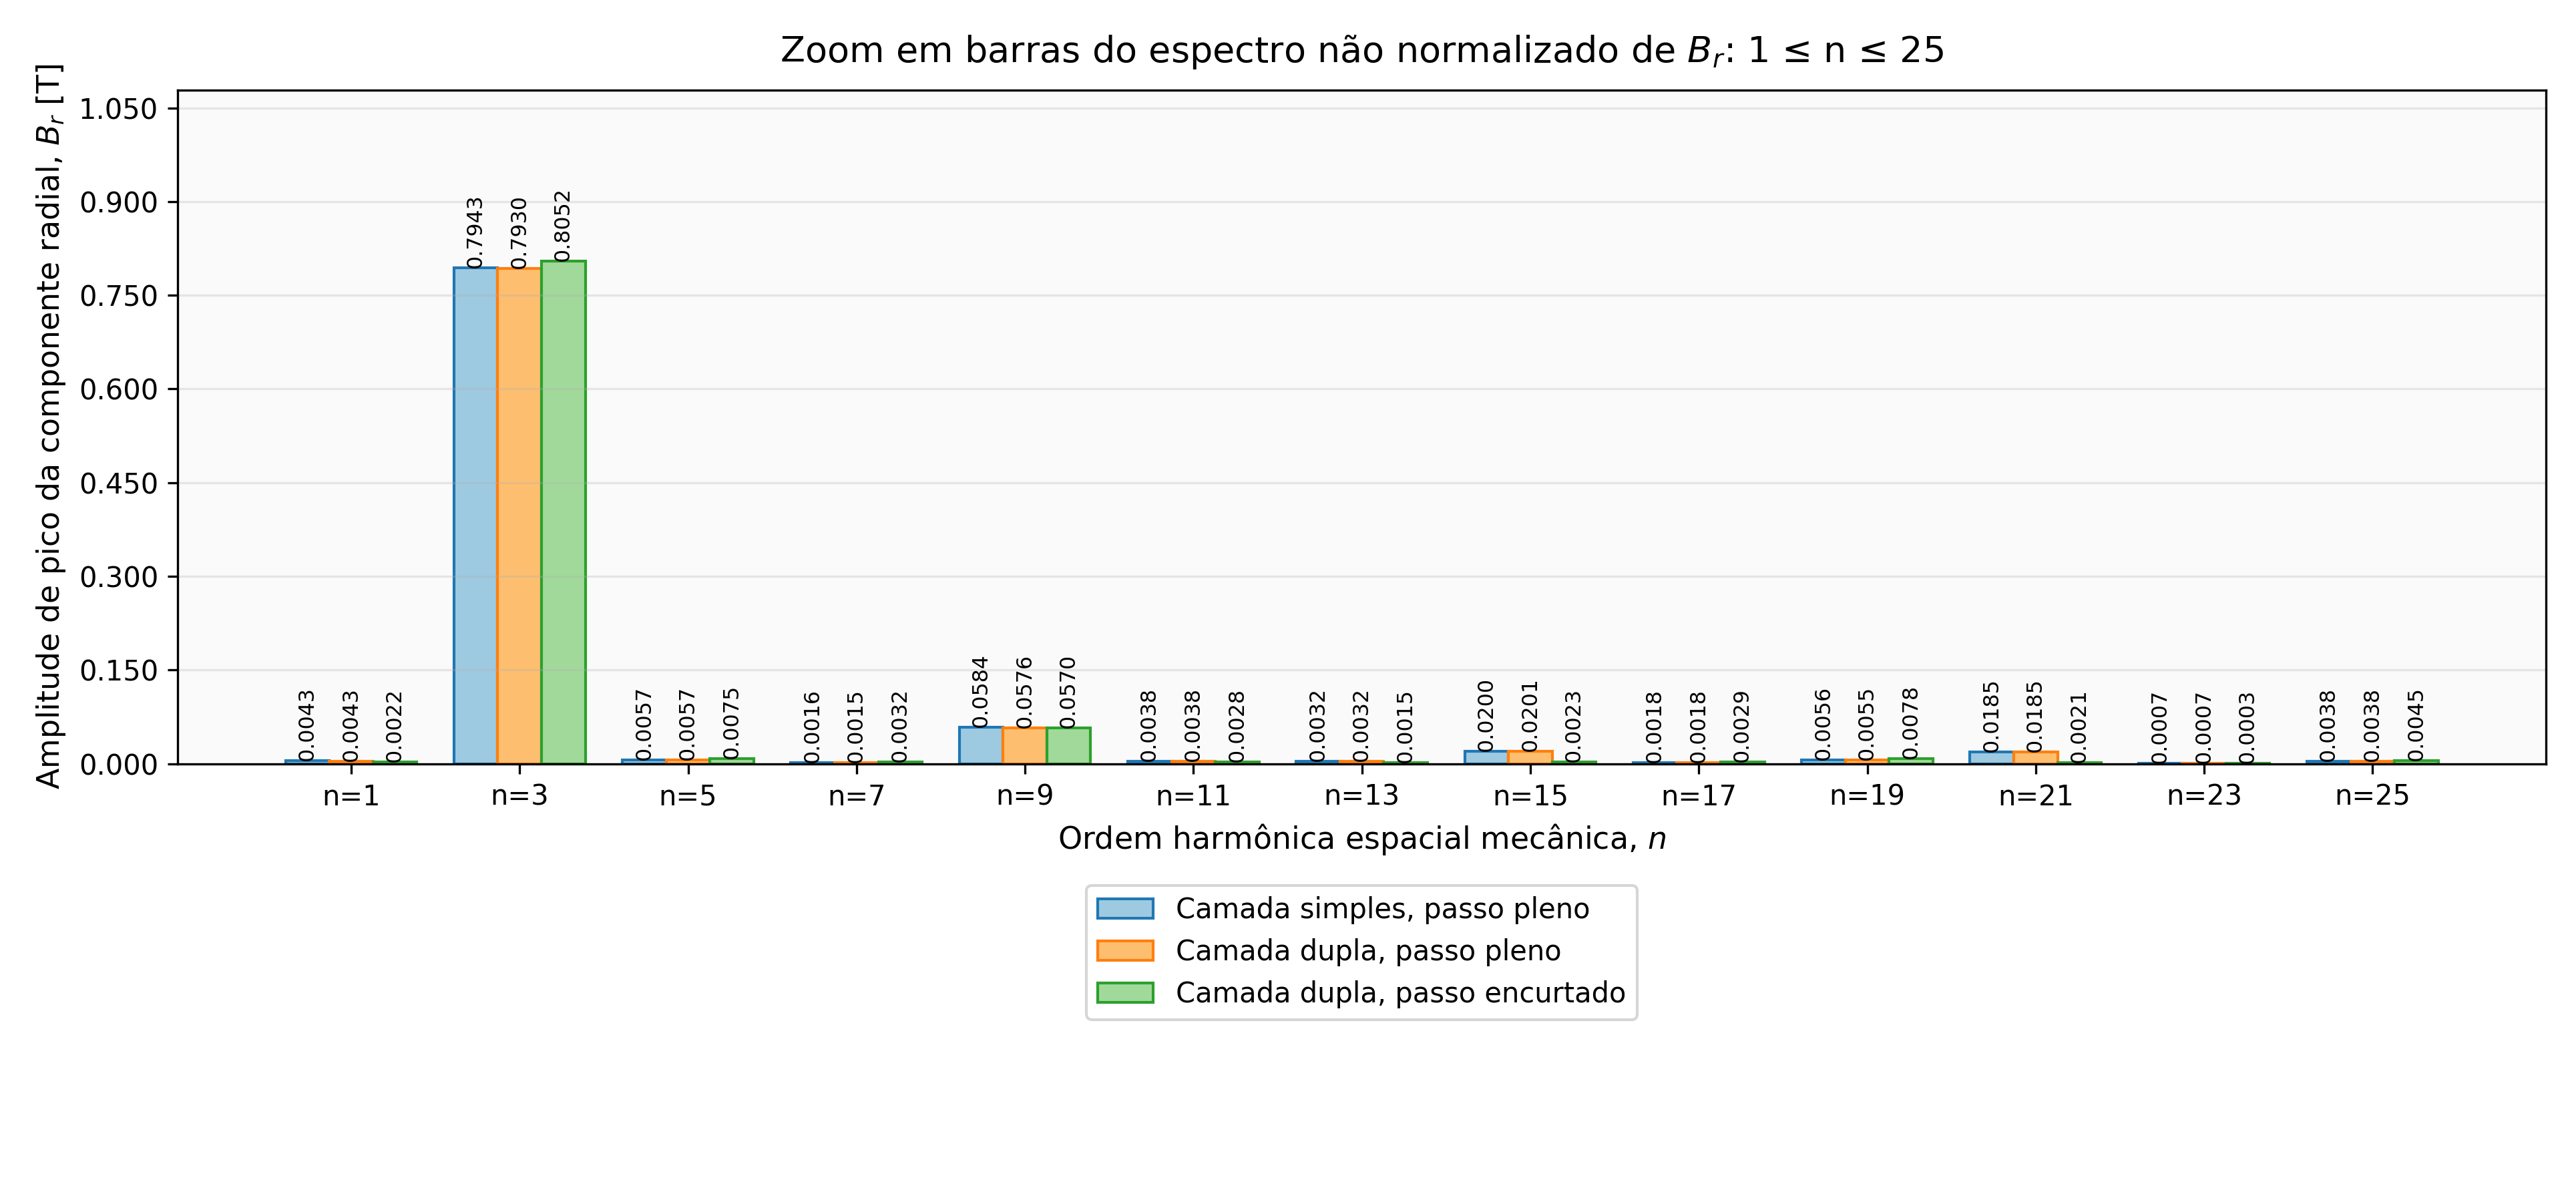 Zoom em barras do espectro não normalizado de B_r: 1 ≤ n ≤ 25
Amplitude de pico da componente radial, B_r [T]
1.050
0.900
0.750
0.600
0.450
0.300
0.150
0.000
0.0043
0.0043
0.0022
0.7943
0.7930
0.8052
0.0057
0.0057
0.0075
0.0016
0.0015
0.0032
0.0584
0.0576
0.0570
0.0038
0.0038
0.0028
0.0032
0.0032
0.0015
0.0200
0.0201
0.0023
0.0018
0.0018
0.0029
0.0056
0.0055
0.0078
0.0185
0.0185
0.0021
0.0007
0.0007
0.0003
0.0038
0.0038
0.0045
n=1
n=3
n=5
n=7
n=9
n=11
n=13
n=15
n=17
n=19
n=21
n=23
n=25
Ordem harmônica espacial mecânica, n
Camada simples, passo pleno
Camada dupla, passo pleno
Camada dupla, passo encurtado